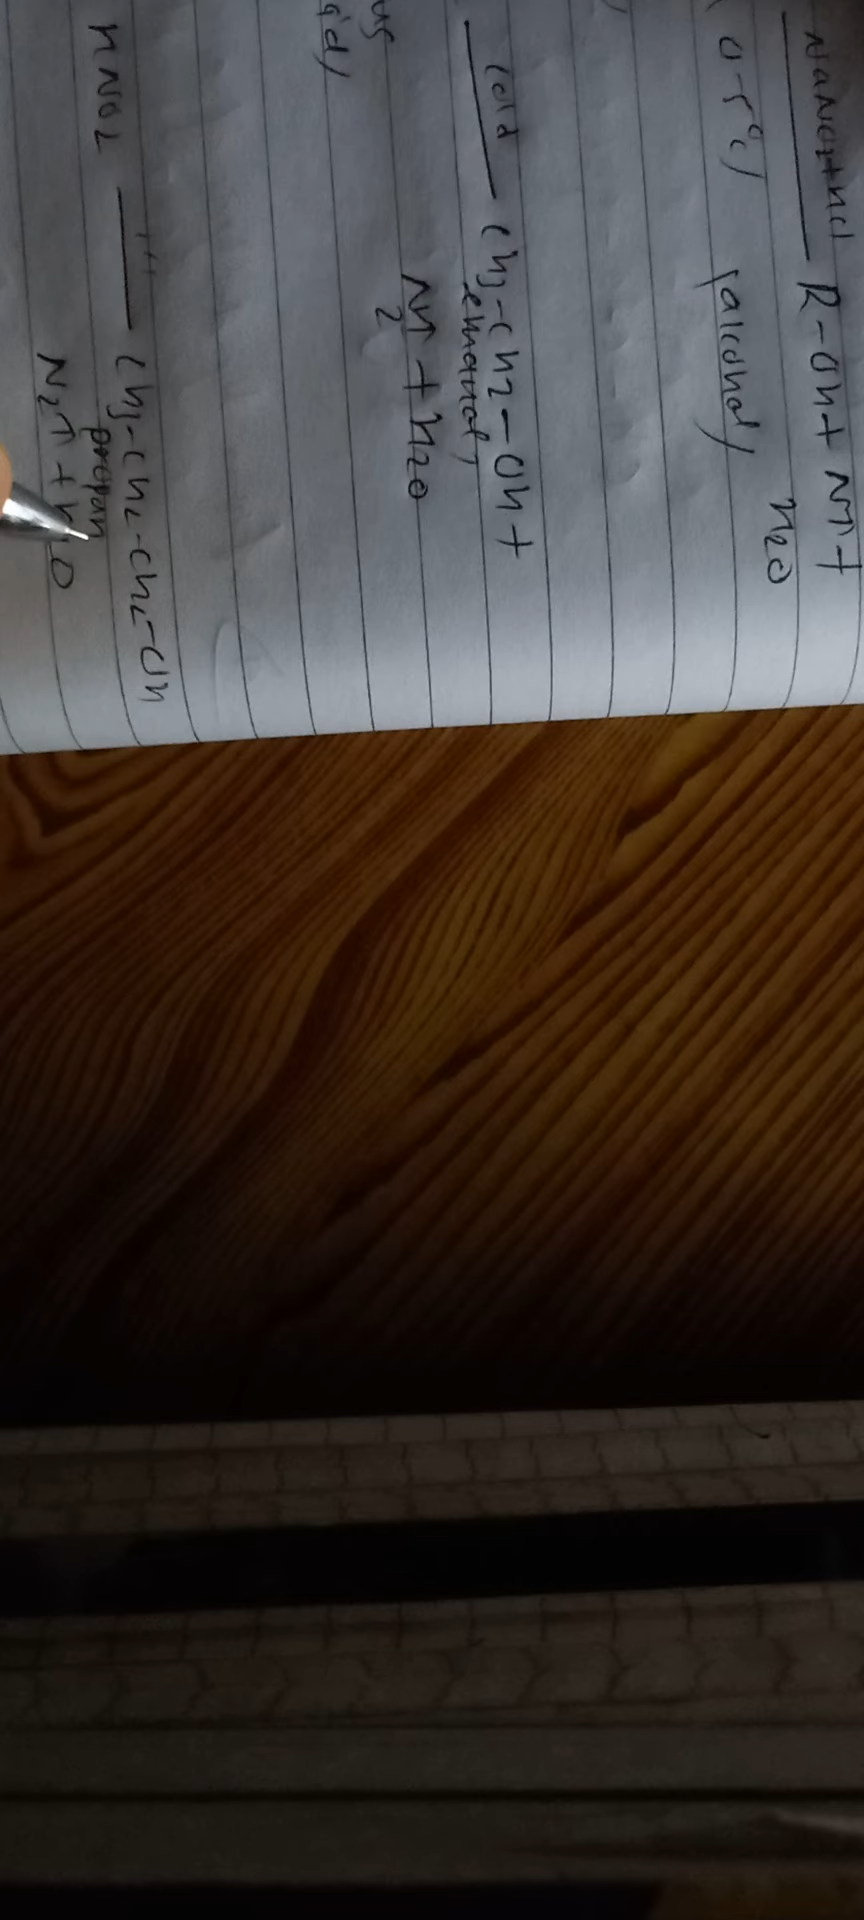 NaNO2+HCl R-OH + N2↑ +
0-5°C) (alcohol) H2O
cold CH3-CH2-OH +
ethanol,
us N2↑ + H2O
HNO2 CH3-CH2-CH2-OH
propan
N2↑ + H2O